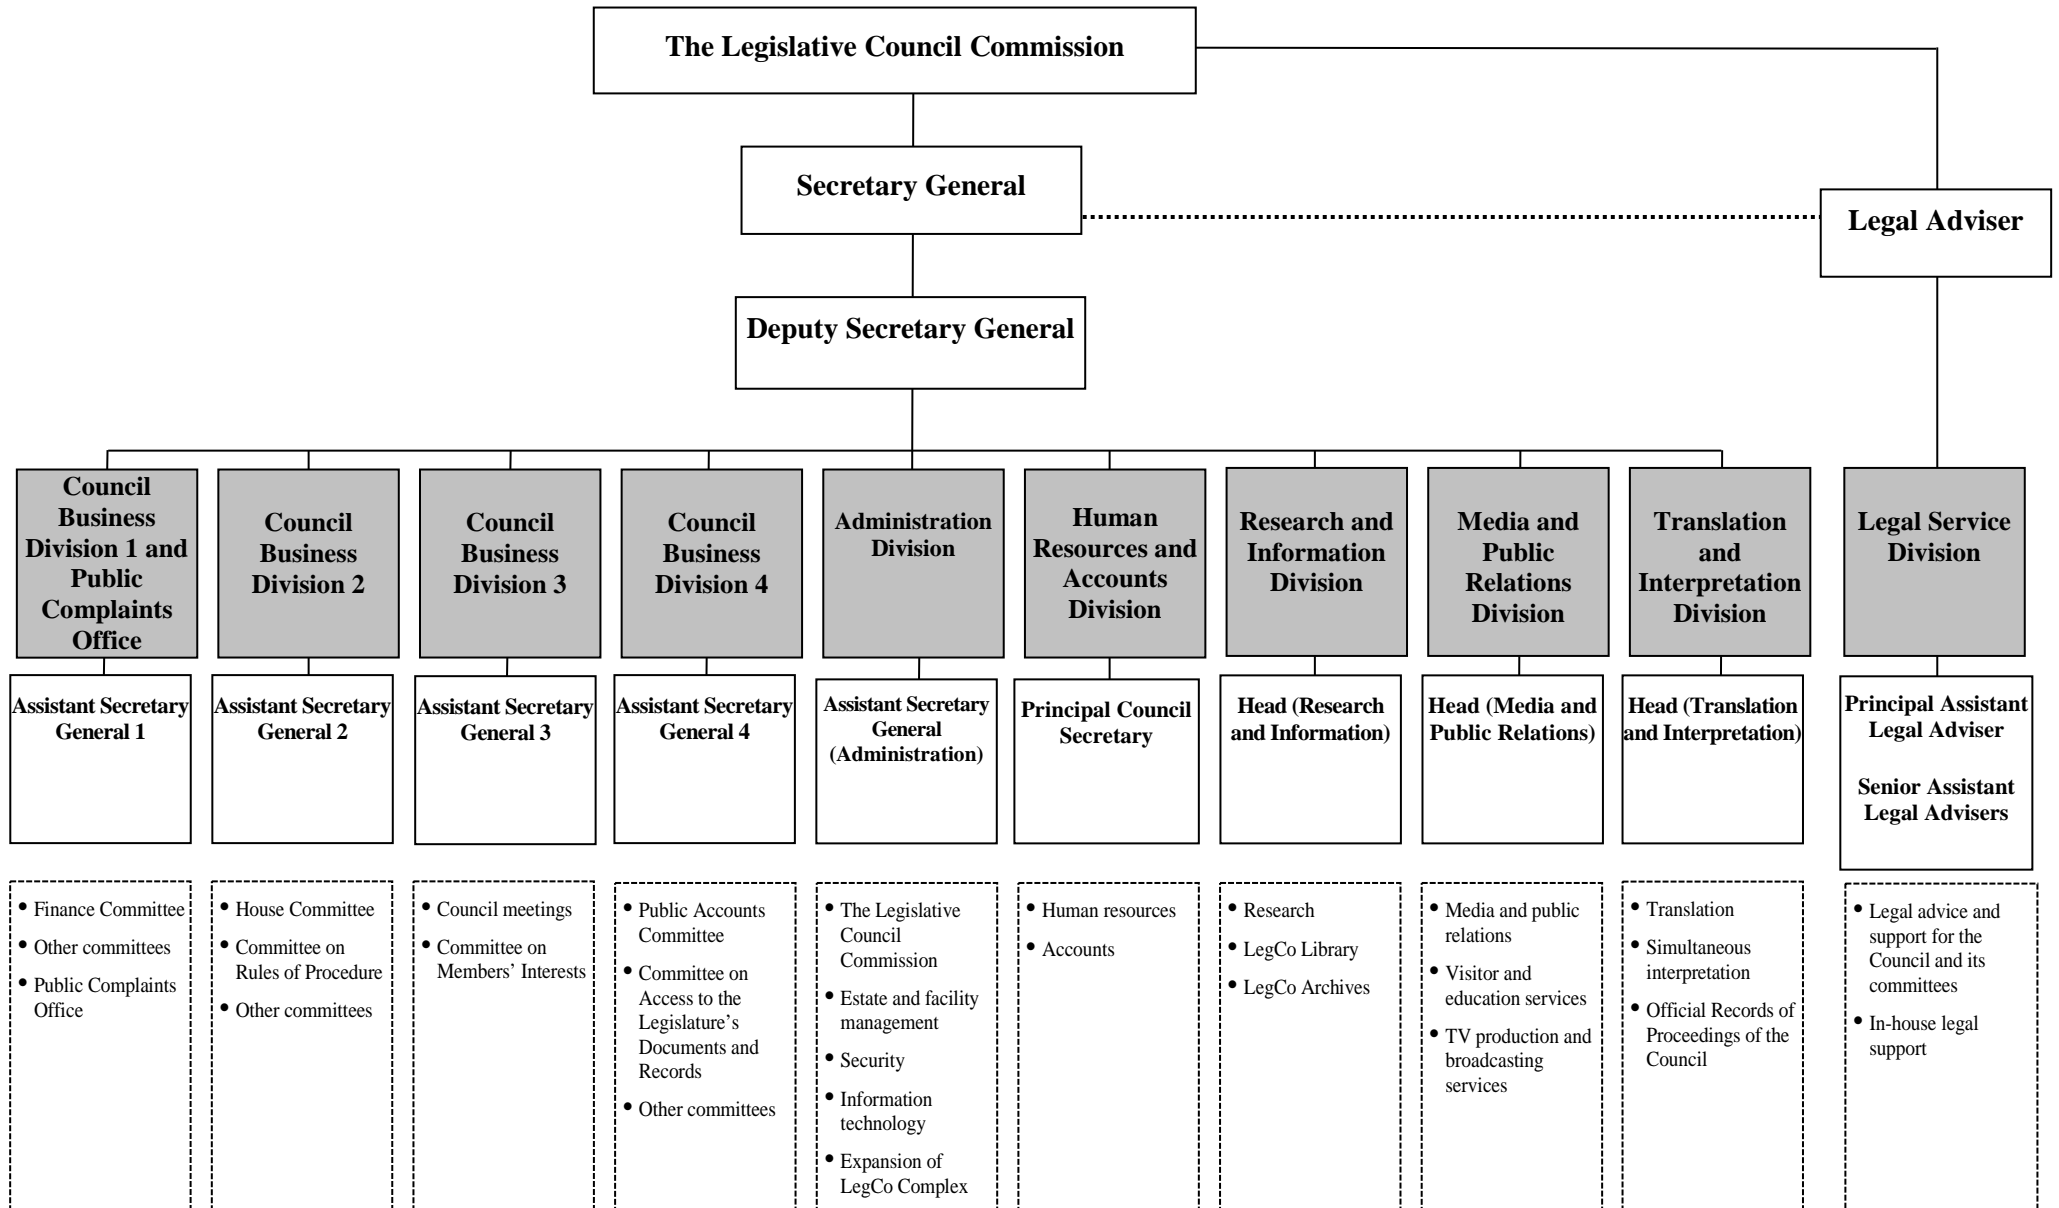 The Legislative Council Commission
Secretary General
Legal Adviser
Deputy Secretary General
Council
Business
Division 1 and
Public
Complaints
Office
Council
Business
Division 2
Council
Business
Division 3
Council
Business
Division 4
Administration
Division
Human
Resources and
Accounts
Division
Research and
Information
Division
Media and
Public
Relations
Division
Translation
and
Interpretation
Division
Legal Service
Division
Assistant Secretary
General 1
Assistant Secretary
General 2
Assistant Secretary
General 3
Assistant Secretary
General 4
Assistant Secretary
General
(Administration)
Principal Council
Secretary
Head (Research
and Information)
Head (Media and
Public Relations)
Head (Translation
and Interpretation)
Principal Assistant
Legal Adviser
Senior Assistant
Legal Advisers
• Finance Committee
• Other committees
• Public Complaints
Office
• House Committee
• Committee on
Rules of Procedure
• Other committees
• Council meetings
• Committee on
Members’ Interests
• Public Accounts
Committee
• Committee on
Access to the
Legislature’s
Documents and
Records
• Other committees
• The Legislative
Council
Commission
• Estate and facility
management
• Security
• Information
technology
• Expansion of
LegCo Complex
• Human resources
• Accounts
• Research
• LegCo Library
• LegCo Archives
• Media and public
relations
• Visitor and
education services
• TV production and
broadcasting
services
• Translation
• Simultaneous
interpretation
• Official Records of
Proceedings of the
Council
• Legal advice and
support for the
Council and its
committees
• In-house legal
support